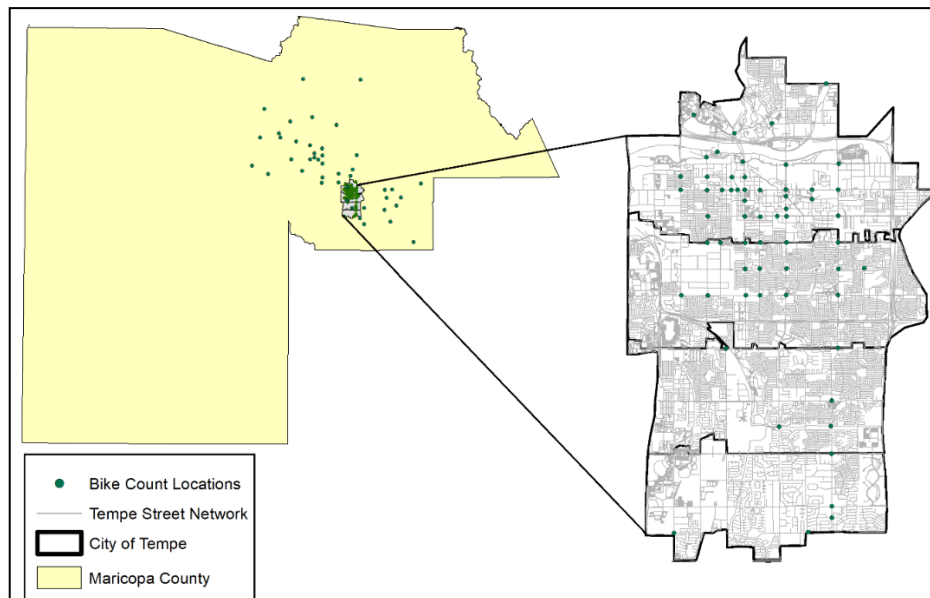 Bike Count Locations
Tempe Street Network
City of Tempe
Maricopa County